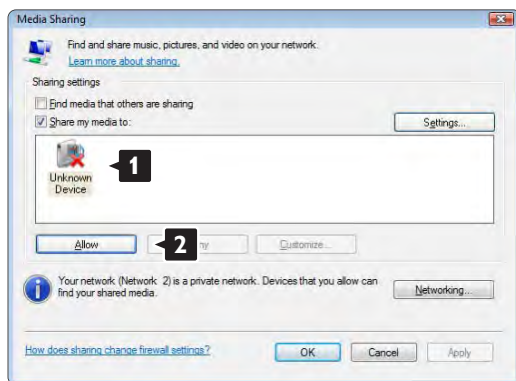 Media Sharing
Find and share music, pictures, and video on your network.
Learn more about sharing.
Sharing settings
Find media that others are sharing
Share my media to:
Settings...
Unknown
Device
1
Allow
2
Customize...
Your network (Network 2) is a private network. Devices that you allow can
find your shared media.
Networking...
How does sharing change firewall settings?
OK
Cancel
Apply